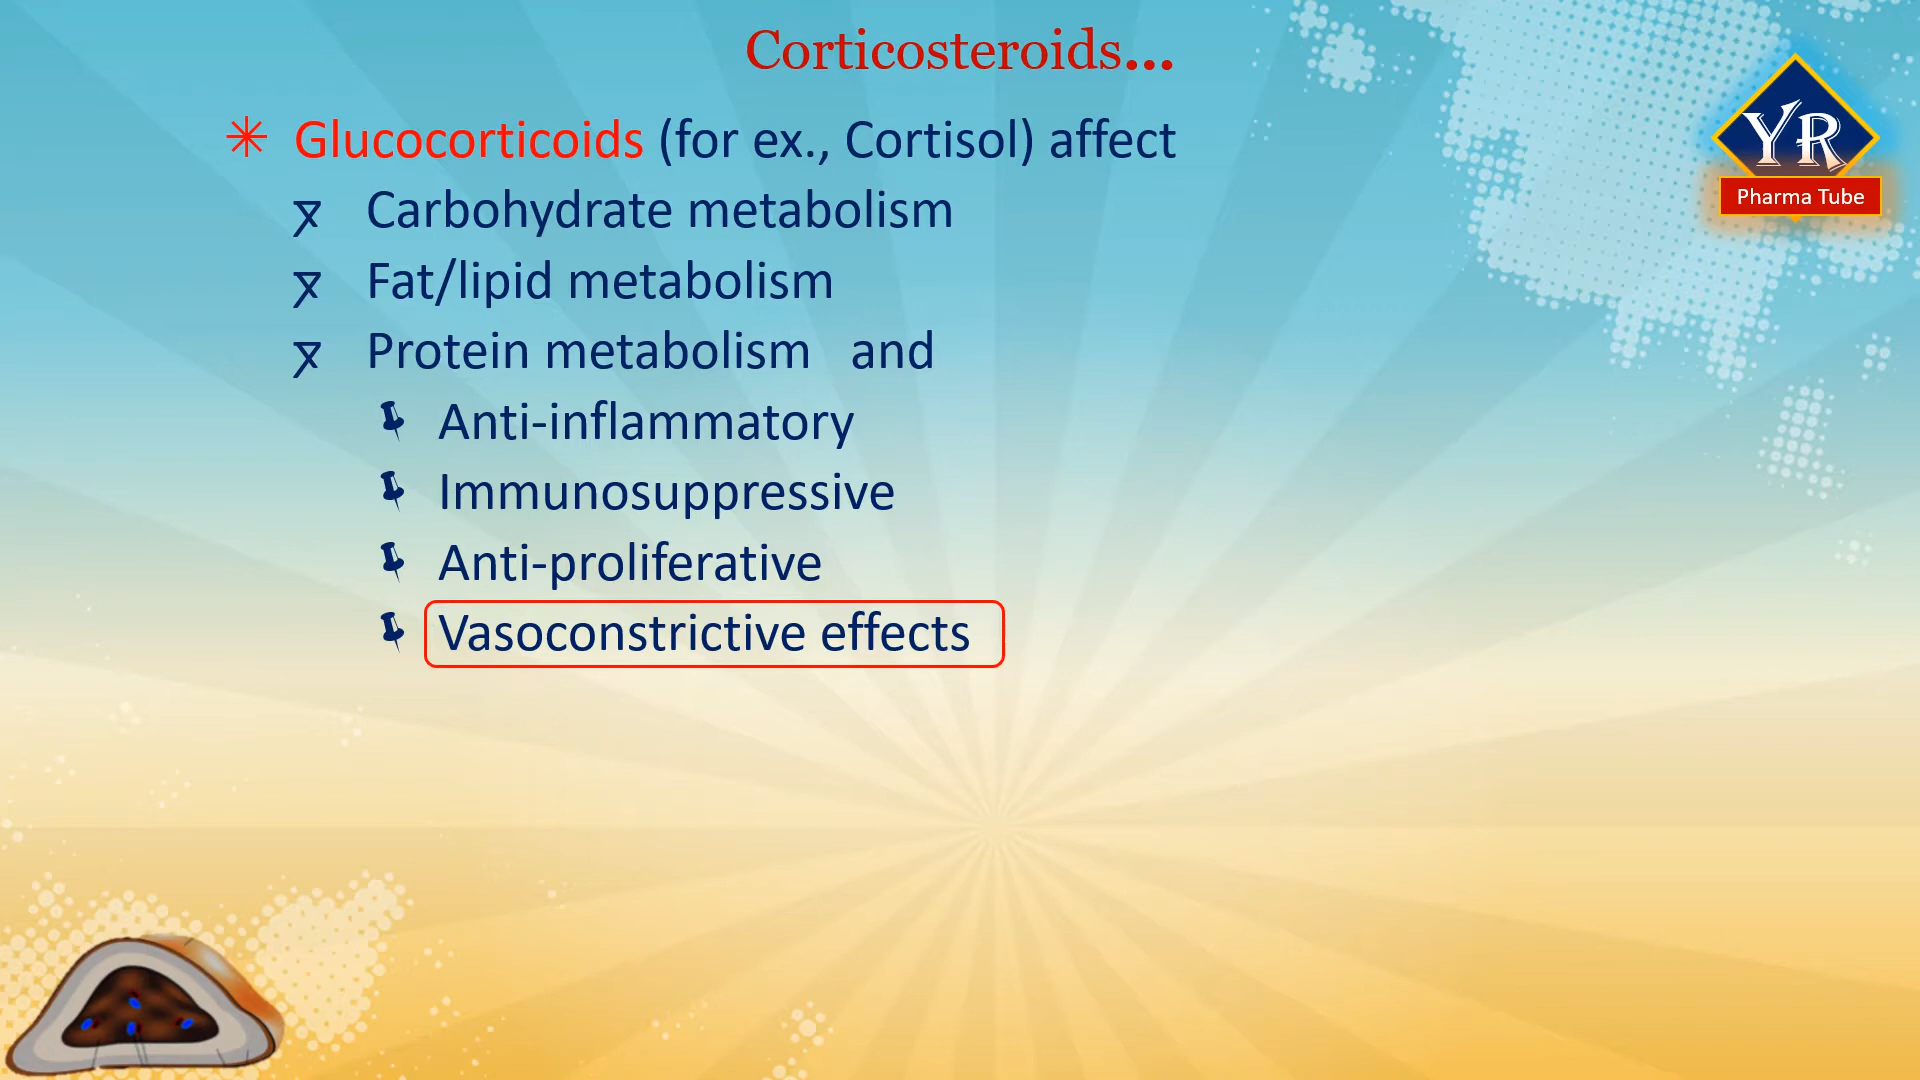 Corticosteroids...
Glucocorticoids (for ex., Cortisol) affect
Carbohydrate metabolism
Fat/lipid metabolism
Protein metabolism and
Anti-inflammatory
Immunosuppressive
Anti-proliferative
Vasoconstrictive effects
YR
Pharma Tube